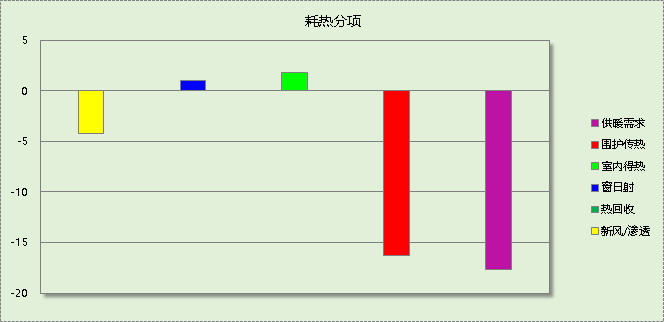 耗热分项
5
0
-5
-10
-15
-20
供暖需求
围护传热
室内得热
窗日射
热回收
新风/渗透